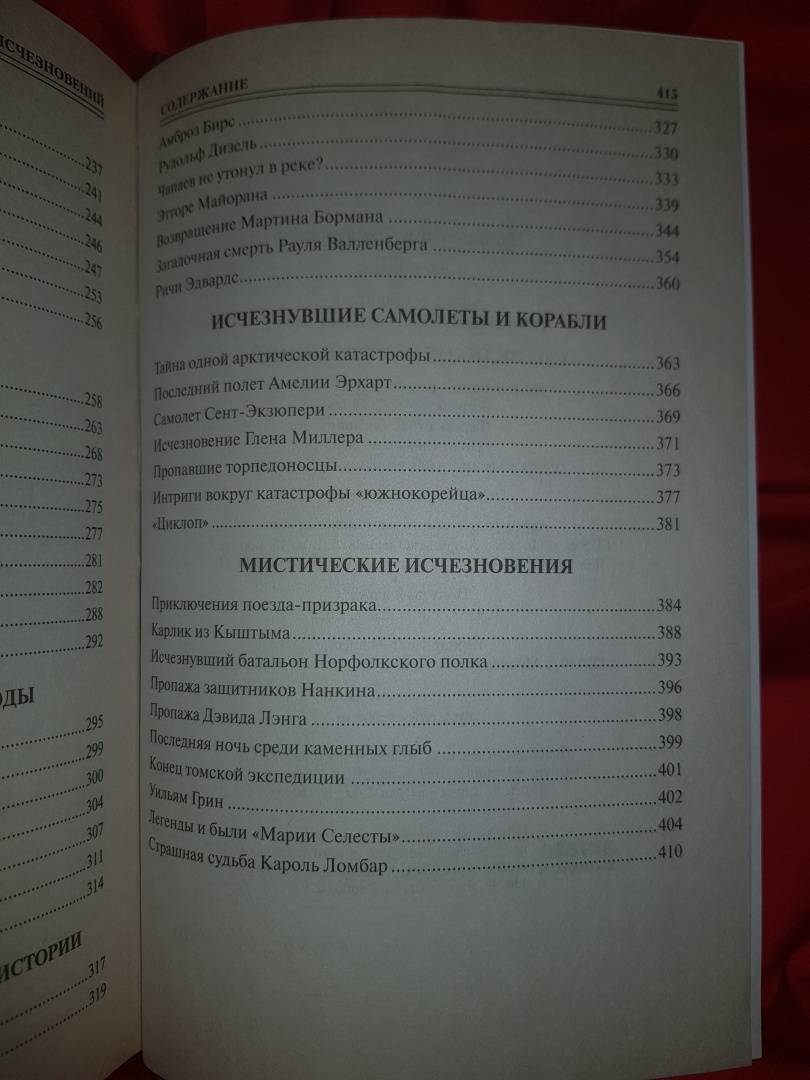 ИСЧЕЗНОВЕНИЙ
237
241
244
246
247
253
256
258
263
268
273
275
277
281
282
288
292
ОДЫ
295
299
300
304
307
311
314
ИСТОРИИ
317
319
СОДЕРЖАНИЕ 415
Амброз Бирс 327
Рудольф Дизель 330
Чапаев не утонул в реке? 333
Этторе Майорана 339
Возвращение Мартина Бормана 344
Загадочная смерть Рауля Валленберга 354
Ричи Эдвардс 360
ИСЧЕЗНУВШИЕ САМОЛЕТЫ И КОРАБЛИ
Тайна одной арктической катастрофы 363
Последний полет Амелии Эрхарт 366
Самолет Сент-Экзюпери 369
Исчезновение Глена Миллера 371
Пропавшие торпедоносцы 373
Интриги вокруг катастрофы «южнокорейца» 377
«Циклоп» 381
МИСТИЧЕСКИЕ ИСЧЕЗНОВЕНИЯ
Приключения поезда-призрака 384
Карлик из Кыштыма 388
Исчезнувший батальон Норфолкского полка 393
Пропажа защитников Нанкина 396
Пропажа Дэвида Лэнга 398
Последняя ночь среди каменных глыб 399
Конец томской экспедиции 401
Уильям Грин 402
Легенды и были «Марии Селесты» 404
Страшная судьба Кароль Ломбар 410